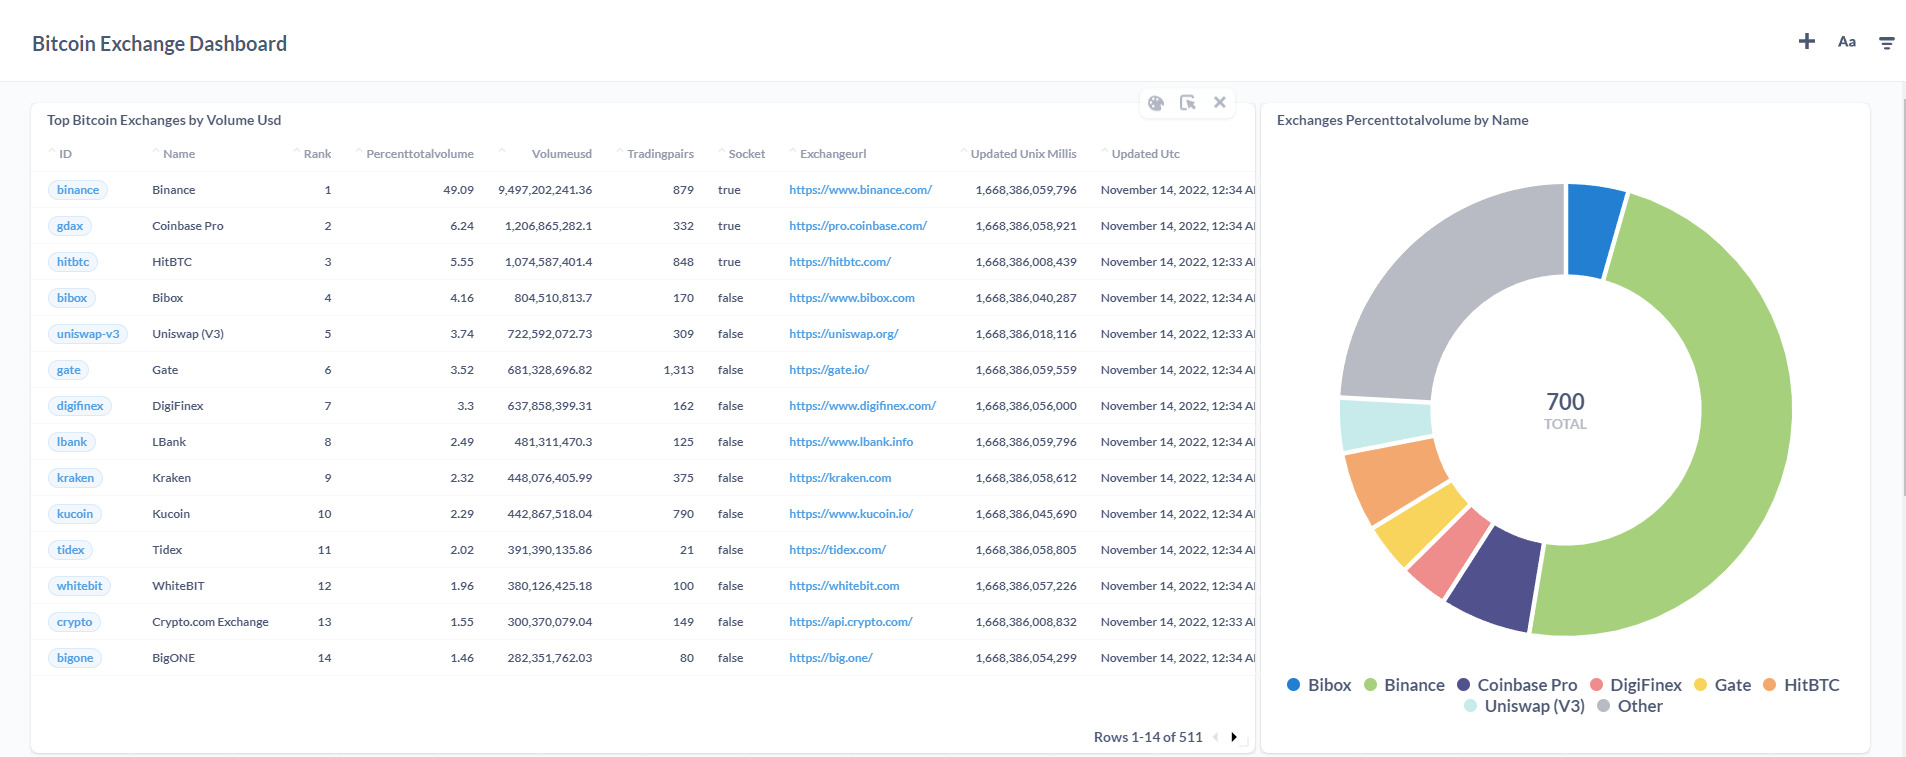 Bitcoin Exchange Dashboard
Aa
Top Bitcoin Exchanges by Volume Usd
ID Name Rank Percenttotalvolume Volumeusd Tradingpairs Socket Exchangeurl Updated Unix Millis Updated Utc
binance Binance 1 49.09 9,497,202,241.36 879 true https://www.binance.com/ 1,668,386,059,796 November 14, 2022, 12:34 A
gdax Coinbase Pro 2 6.24 1,206,865,282.1 332 true https://pro.coinbase.com/ 1,668,386,058,921 November 14, 2022, 12:34 A
hitbtc HitBTC 3 5.55 1,074,587,401.4 848 true https://hitbtc.com/ 1,668,386,008,439 November 14, 2022, 12:33 A
bibox Bibox 4 4.16 804,510,813.7 170 false https://www.bibox.com 1,668,386,040,287 November 14, 2022, 12:34 A
uniswap-v3 Uniswap (V3) 5 3.74 722,592,072.73 309 false https://uniswap.org/ 1,668,386,018,116 November 14, 2022, 12:33 A
gate Gate 6 3.52 681,328,696.82 1,313 false https://gate.io/ 1,668,386,059,559 November 14, 2022, 12:34 A
digifinex DigiFinex 7 3.3 637,858,399.31 162 false https://www.digifinex.com/ 1,668,386,056,000 November 14, 2022, 12:34 A
lbank LBank 8 2.49 481,311,470.3 125 false https://www.lbank.info 1,668,386,059,796 November 14, 2022, 12:34 A
kraken Kraken 9 2.32 448,076,405.99 375 false https://kraken.com 1,668,386,058,612 November 14, 2022, 12:34 A
kucoin Kucoin 10 2.29 442,867,518.04 790 false https://www.kucoin.io/ 1,668,386,045,690 November 14, 2022, 12:34 A
tidex Tidex 11 2.02 391,390,135.86 21 false https://tidex.com/ 1,668,386,058,805 November 14, 2022, 12:34 A
whitebit WhiteBIT 12 1.96 380,126,425.18 100 false https://whitebit.com 1,668,386,057,226 November 14, 2022, 12:34 A
crypto Crypto.com Exchange 13 1.55 300,370,079.04 149 false https://api.crypto.com/ 1,668,386,008,832 November 14, 2022, 12:33 A
bigone BigONE 14 1.46 282,351,762.03 80 false https://big.one/ 1,668,386,054,299 November 14, 2022, 12:34 A
Rows 1-14 of 511
Exchanges Percenttotalvolume by Name
700
TOTAL
Bibox Binance Coinbase Pro DigiFinex Gate HitBTC
Uniswap (V3) Other